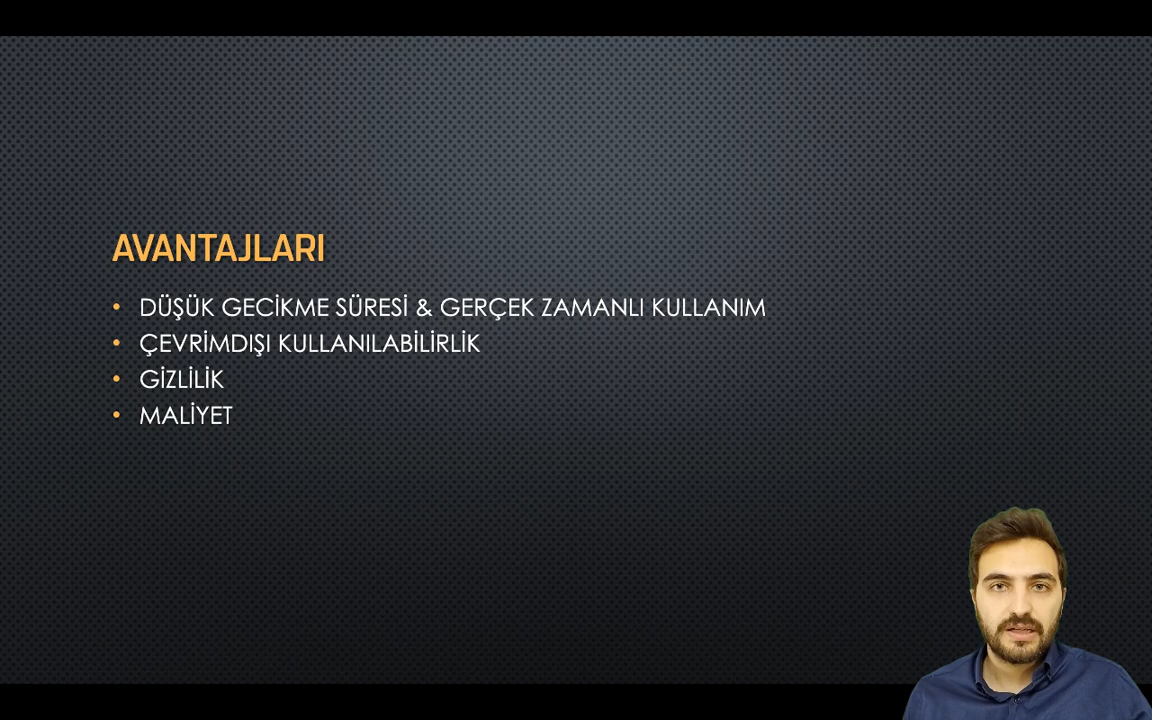 AVANTAJLARI
• DÜŞÜK GECİKME SÜRESİ & GERÇEK ZAMANLI KULLANIM
• ÇEVRİMDIŞI KULLANILABİLİRLİK
• GİZLİLİK
• MALİYET